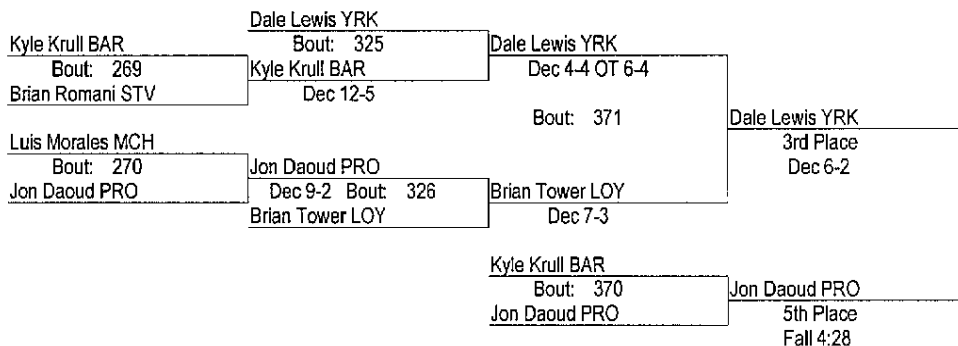 Dale Lewis YRK
Kyle Krull BAR
Bout: 325
Dale Lewis YRK
Bout: 269
Kyle Krull BAR
Dec 4-4 OT 6-4
Brian Romani STV
Dec 12-5
Bout: 371
Dale Lewis YRK
Luis Morales MCH
3rd Place
Bout: 270
Jon Daoud PRO
Dec 6-2
Jon Daoud PRO
Dec 9-2 Bout: 326
Brian Tower LOY
Brian Tower LOY
Dec 7-3
Kyle Krull BAR
Bout: 370
Jon Daoud PRO
Jon Daoud PRO
5th Place
Fall 4:28